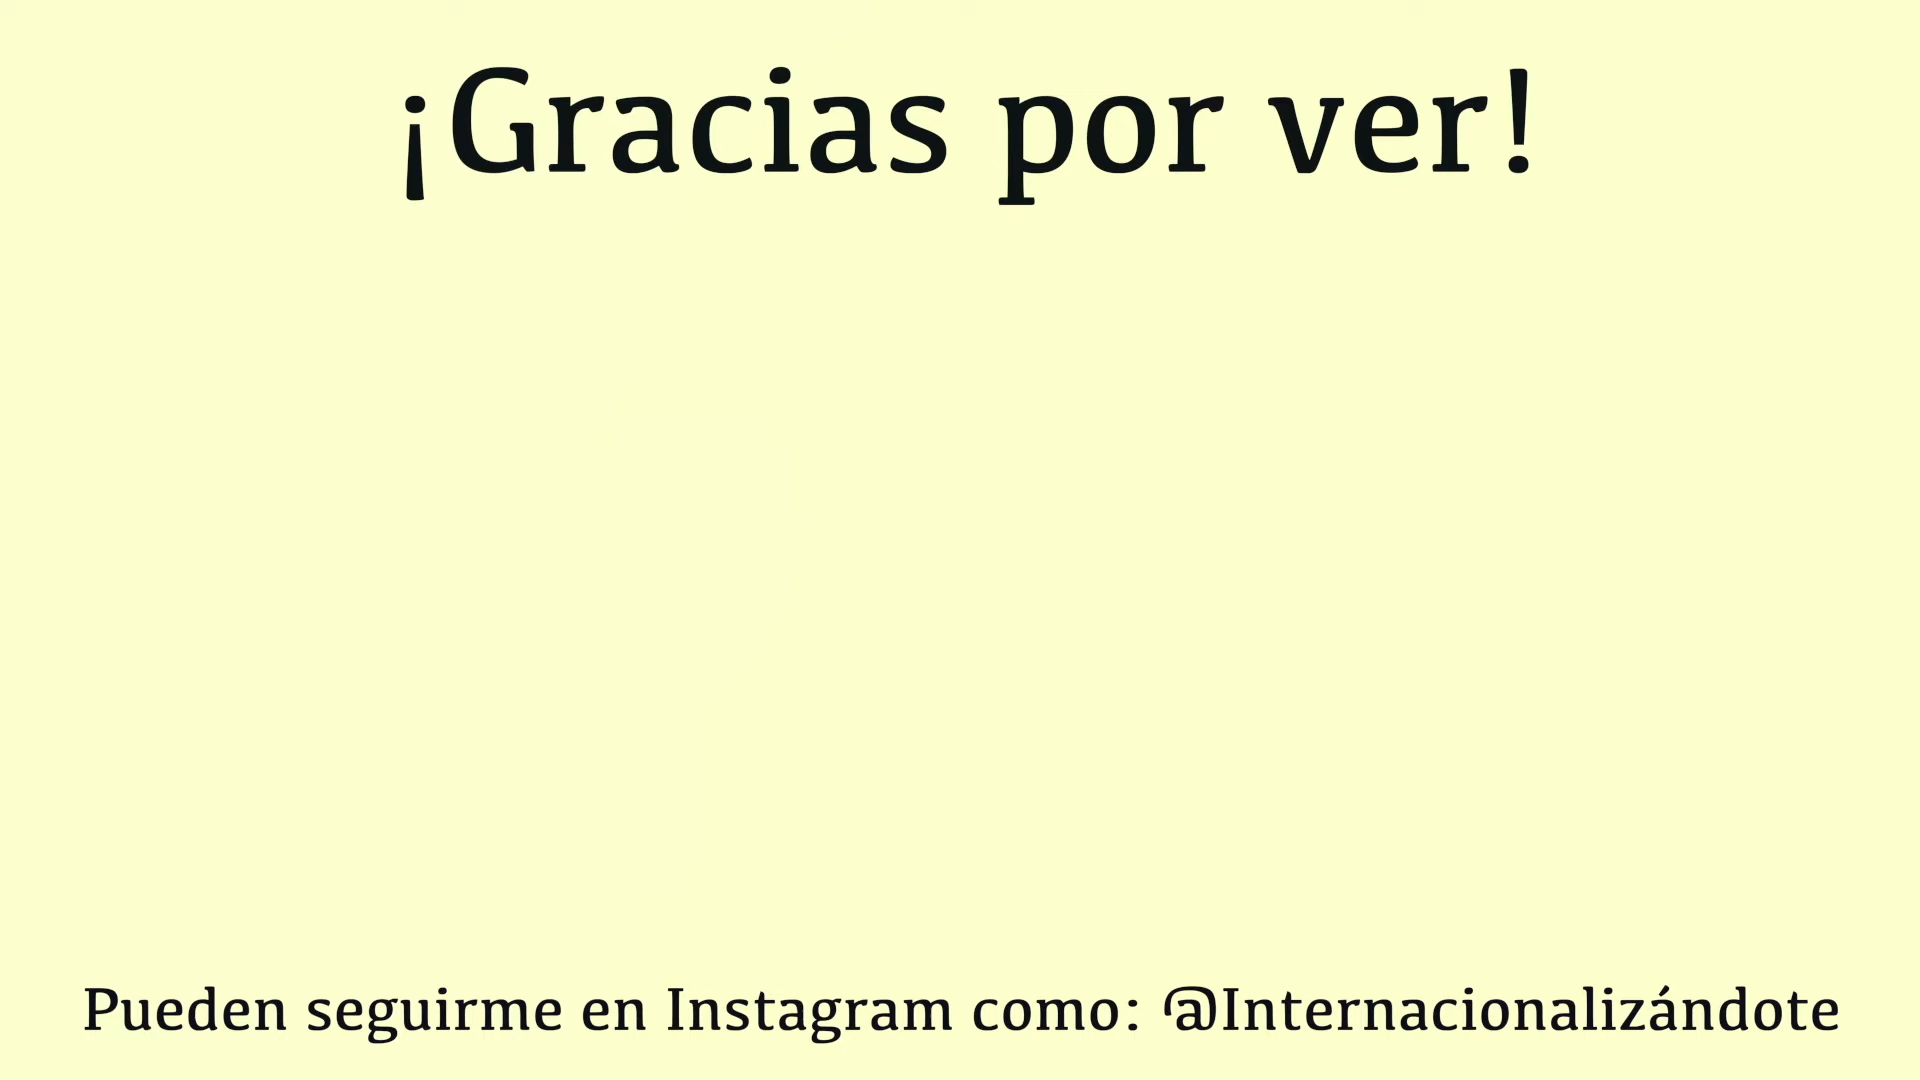 ¡Gracias por ver!
Pueden seguirme en Instagram como: @Internacionalizándote